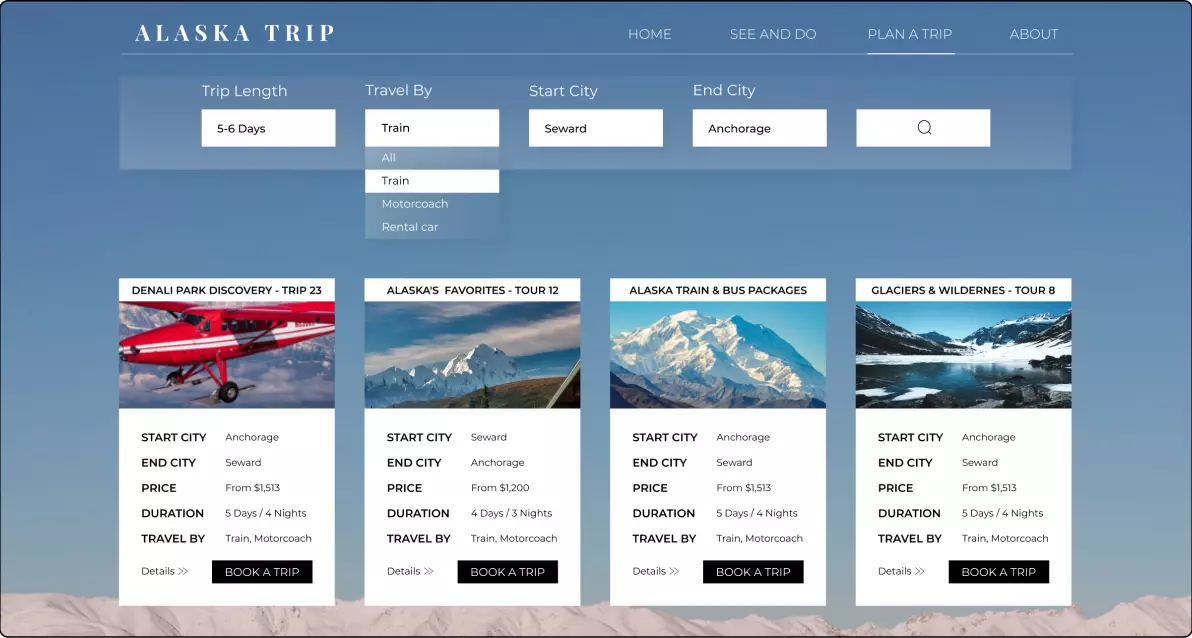 ALASKA TRIP
HOME SEE AND DO PLAN A TRIP ABOUT
Trip Length Travel By Start City End City
5-6 Days Train Seward Anchorage
All
Train
Motorcoach
Rental car
DENALI PARK DISCOVERY - TRIP 23
START CITY Anchorage
END CITY Seward
PRICE From $1,513
DURATION 5 Days / 4 Nights
TRAVEL BY Train, Motorcoach
Details >> BOOK A TRIP
ALASKA'S FAVORITES - TOUR 12
START CITY Seward
END CITY Anchorage
PRICE From $1,200
DURATION 4 Days / 3 Nights
TRAVEL BY Train, Motorcoach
Details >> BOOK A TRIP
ALASKA TRAIN & BUS PACKAGES
START CITY Anchorage
END CITY Seward
PRICE From $1,513
DURATION 5 Days / 4 Nights
TRAVEL BY Train, Motorcoach
Details >> BOOK A TRIP
GLACIERS & WILDERNES - TOUR 8
START CITY Anchorage
END CITY Seward
PRICE From $1,513
DURATION 5 Days / 4 Nights
TRAVEL BY Train, Motorcoach
Details >> BOOK A TRIP